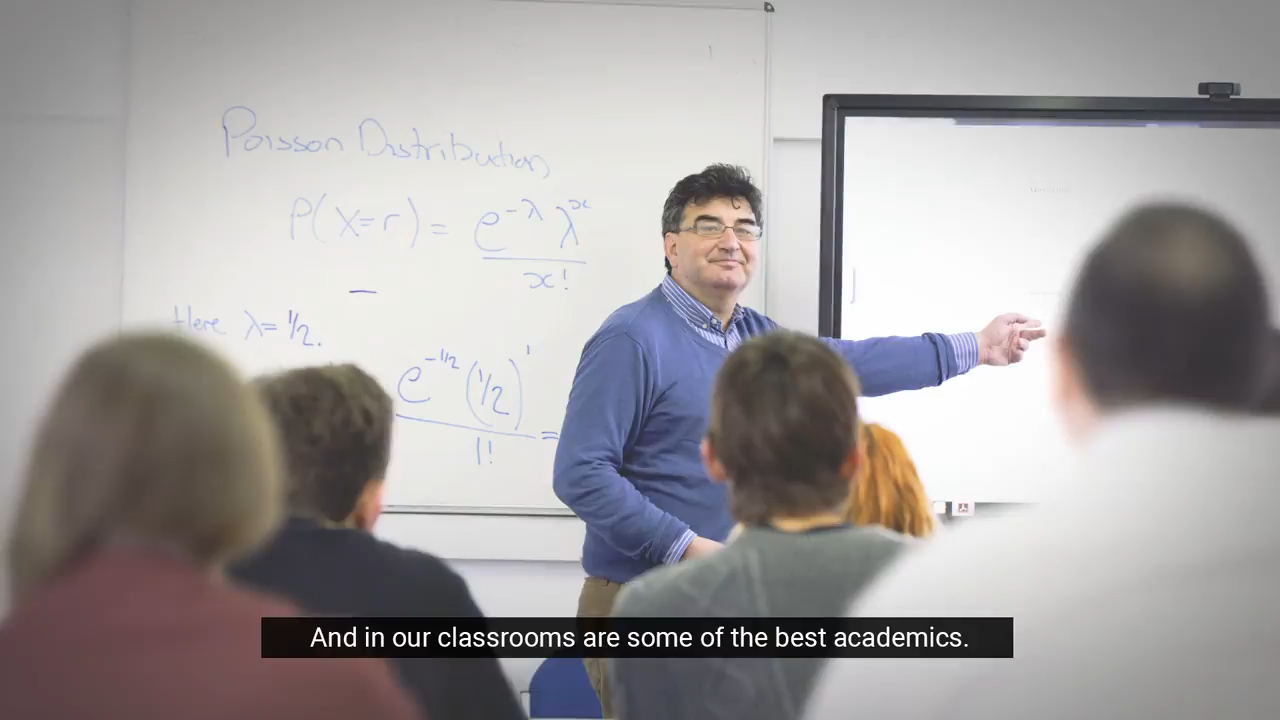 Poisson Distribution
P(X=r) = e^-λ λ^x / x!
Here λ= 1/2.
e^-1/2 (1/2)^1 / 1! =
And in our classrooms are some of the best academics.